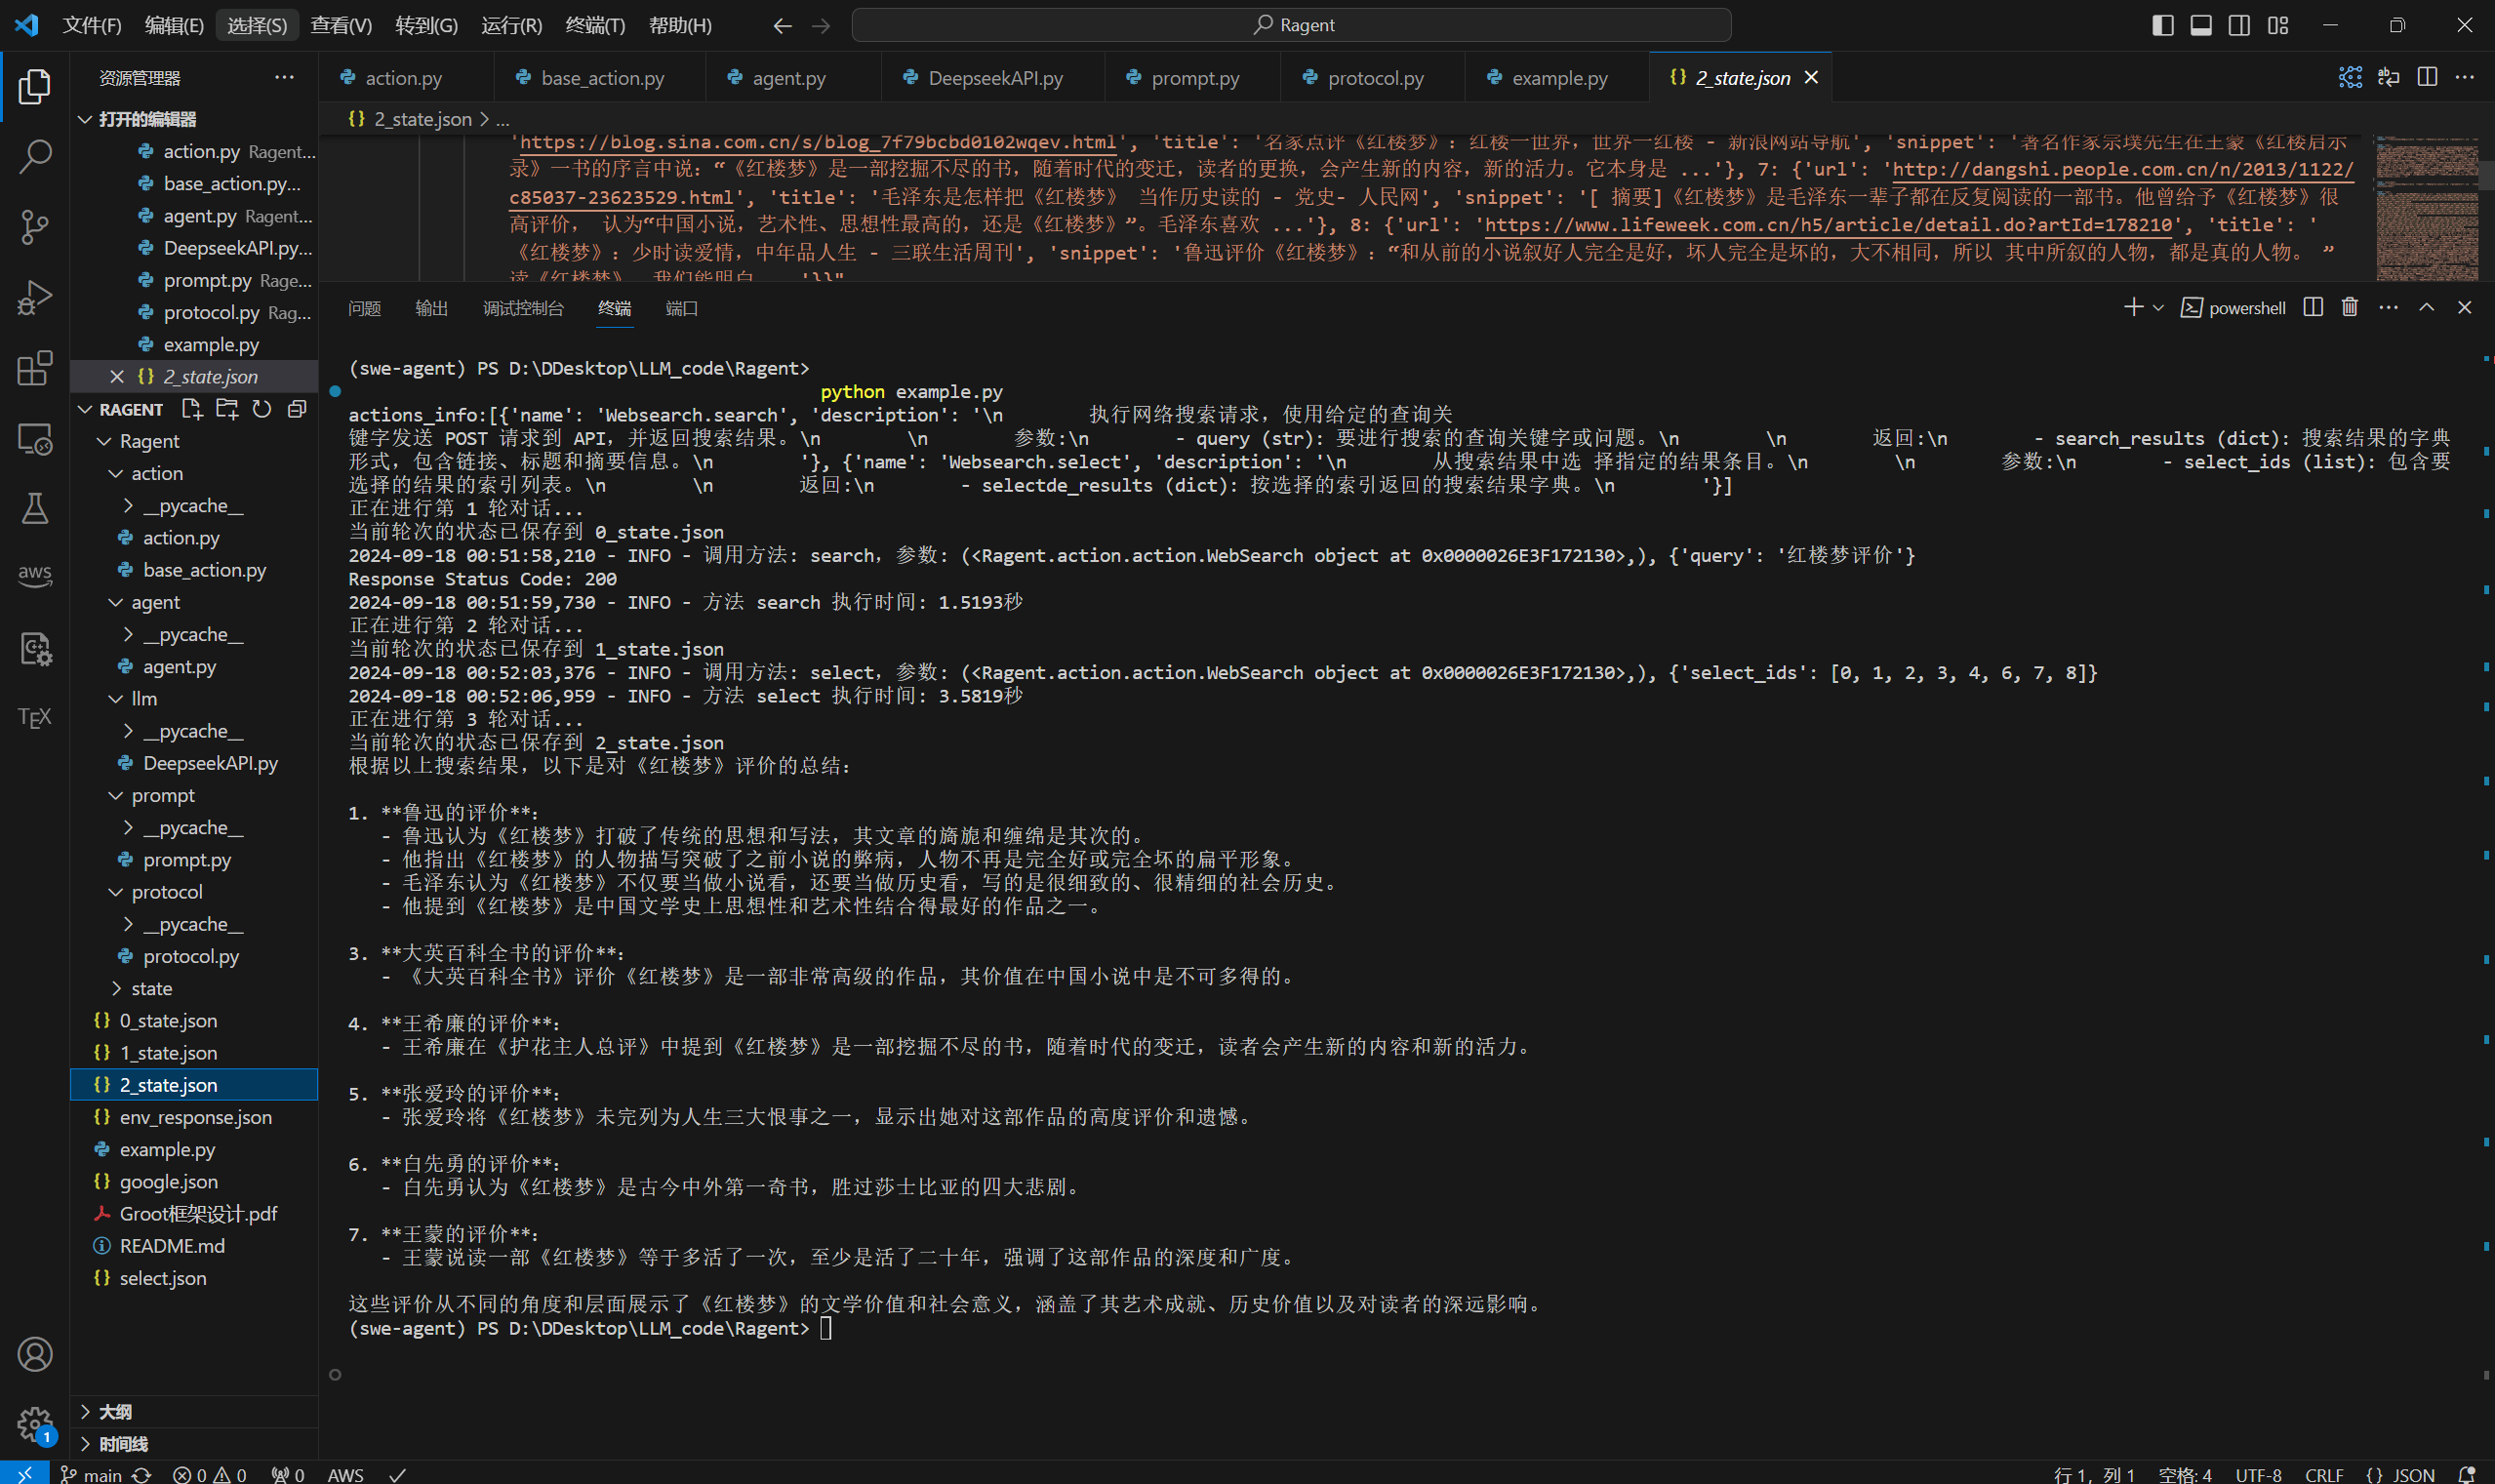 文件(F) 编辑(E) 选择(S) 查看(V) 转到(G) 运行(R) 终端(T) 帮助(H)
Ragent
资源管理器
打开的编辑器
action.py Ragent...
base_action.py...
agent.py Ragent...
DeepseekAPI.py...
prompt.py Rage...
protocol.py Rag...
example.py
2_state.json
RAGENT
Ragent
action
__pycache__
action.py
base_action.py
agent
__pycache__
agent.py
llm
__pycache__
DeepseekAPI.py
prompt
__pycache__
prompt.py
protocol
__pycache__
protocol.py
state
0_state.json
1_state.json
2_state.json
env_response.json
example.py
google.json
Groot框架设计.pdf
README.md
select.json
大纲
时间线
aws
TEX
1
action.py base_action.py agent.py DeepseekAPI.py prompt.py protocol.py example.py {} 2_state.json
{} 2_state.json > ...
'https://blog.sina.com.cn/s/blog_7f79bcbd0102wqev.html', 'title': '名家点评《红楼梦》: 红楼一世界，世界一红楼 - 新浪网站导航', 'snippet': '著名作家宗璞先生在王蒙《红楼启示
录》一书的序言中说：“《红楼梦》是一部挖掘不尽的书，随着时代的变迁，读者的更换，会产生新的内容，新的活力。它本身是 ...'}, 7: {'url': 'http://dangshi.people.com.cn/n/2013/1122/
c85037-23623529.html', 'title': '毛泽东是怎样把《红楼梦》 当作历史读的 - 党史- 人民网', 'snippet': '[ 摘要]《红楼梦》是毛泽东一辈子都在反复阅读的一部书。他曾给予《红楼梦》很
高评价， 认为“中国小说，艺术性、思想性最高的，还是《红楼梦》”。毛泽东喜欢 ...'}, 8: {'url': 'https://www.lifeweek.com.cn/h5/article/detail.do?artId=178210', 'title': '
《红楼梦》：少时读爱情，中年品人生 - 三联生活周刊', 'snippet': '鲁迅评价《红楼梦》：“和从前的小说叙好人完全是好，坏人完全是坏的，大不相同，所以 其中所叙的人物，都是真的人物。 ”
读《红楼梦》，我们能明白 ...'}}"
问题 输出 调试控制台 终端 端口
powershell
(swe-agent) PS D:\DDesktop\LLM_code\Ragent>
python example.py
actions_info:[{'name': 'Websearch.search', 'description': '\n 执行网络搜索请求，使用给定的查询关
键字发送 POST 请求到 API，并返回搜索结果。\n \n 参数:\n - query (str): 要进行搜索的查询关键字或问题。\n \n 返回:\n - search_results (dict): 搜索结果的字典
形式，包含链接、标题和摘要信息。\n '}, {'name': 'Websearch.select', 'description': '\n 从搜索结果中选 择指定的结果条目。\n \n 参数:\n - select_ids (list): 包含要
选择的结果的索引列表。\n \n 返回:\n - selectde_results (dict): 按选择的索引返回的搜索结果字典。\n '}]
正在进行第 1 轮对话...
当前轮次的状态已保存到 0_state.json
2024-09-18 00:51:58,210 - INFO - 调用方法: search，参数: (<Ragent.action.action.WebSearch object at 0x0000026E3F172130>,), {'query': '红楼梦评价'}
Response Status Code: 200
2024-09-18 00:51:59,730 - INFO - 方法 search 执行时间: 1.5193秒
正在进行第 2 轮对话...
当前轮次的状态已保存到 1_state.json
2024-09-18 00:52:03,376 - INFO - 调用方法: select，参数: (<Ragent.action.action.WebSearch object at 0x0000026E3F172130>,), {'select_ids': [0, 1, 2, 3, 4, 6, 7, 8]}
2024-09-18 00:52:06,959 - INFO - 方法 select 执行时间: 3.5819秒
正在进行第 3 轮对话...
当前轮次的状态已保存到 2_state.json
根据以上搜索结果，以下是对《红楼梦》评价的总结：
1. **鲁迅的评价**：
- 鲁迅认为《红楼梦》打破了传统的思想和写法，其文章的旖旎和缠绵是其次的。
- 他指出《红楼梦》的人物描写突破了之前小说的弊病，人物不再是完全好或完全坏的扁平形象。
- 毛泽东认为《红楼梦》不仅要当做小说看，还要当做历史看，写的是很细致的、很精细的社会历史。
- 他提到《红楼梦》是中国文学史上思想性和艺术性结合得最好的作品之一。
3. **大英百科全书的评价**：
- 《大英百科全书》评价《红楼梦》是一部非常高级的作品，其价值在中国小说中是不可多得的。
4. **王希廉的评价**：
- 王希廉在《护花主人总评》中提到《红楼梦》是一部挖掘不尽的书，随着时代的变迁，读者会产生新的内容和新的活力。
5. **张爱玲的评价**：
- 张爱玲将《红楼梦》未完列为人生三大恨事之一，显示出她对这部作品的高度评价和遗憾。
6. **白先勇的评价**：
- 白先勇认为《红楼梦》是古今中外第一奇书，胜过莎士比亚的四大悲剧。
7. **王蒙的评价**：
- 王蒙说读一部《红楼梦》等于多活了一次，至少是活了二十年，强调了这部作品的深度和广度。
这些评价从不同的角度和层面展示了《红楼梦》的文学价值和社会意义，涵盖了其艺术成就、历史价值以及对读者的深远影响。
(swe-agent) PS D:\DDesktop\LLM_code\Ragent>
main 0 0 0 AWS 行 1，列 1 空格: 4 UTF-8 CRLF {} JSON